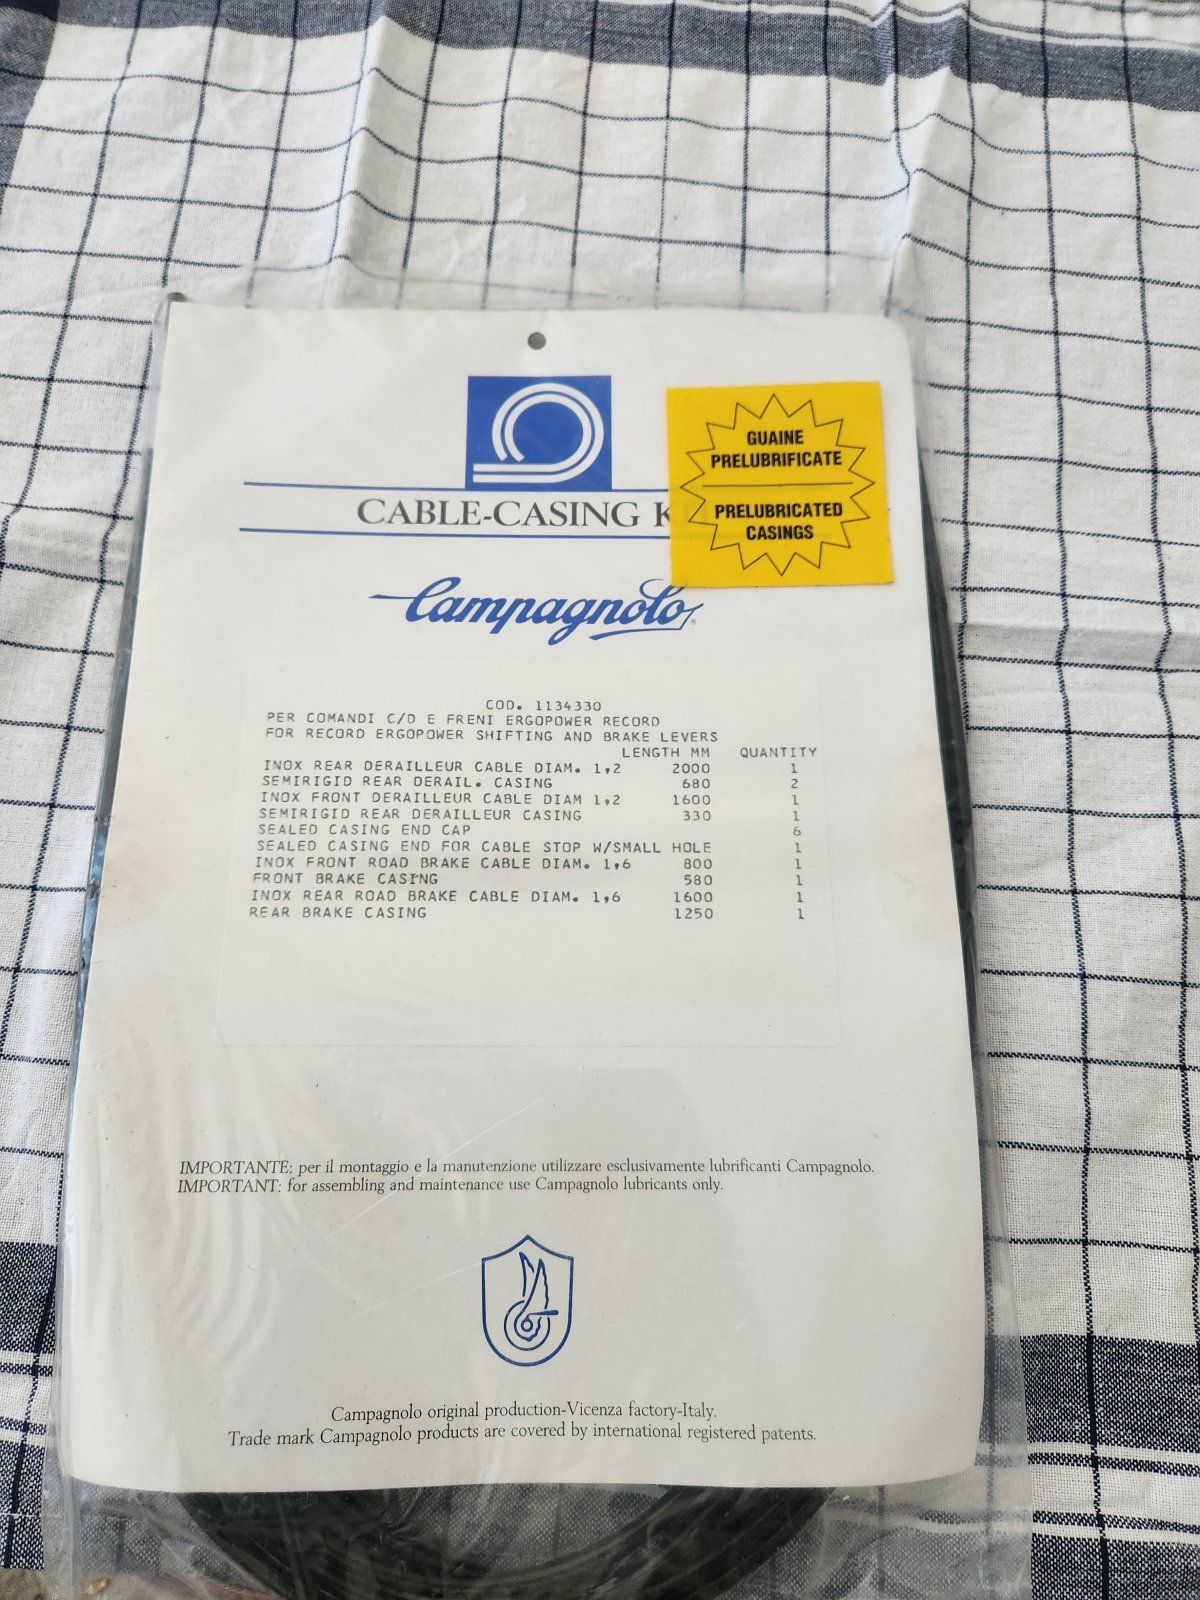 GUAINE
PRELUBRIFICATE
PRELUBRICATED
CASINGS
CABLE-CASING K
Campagnolo®
COD. 1134330
PER COMANDI C/D E FRENI ERGOPOWER RECORD
FOR RECORD ERGOPOWER SHIFTING AND BRAKE LEVERS
LENGTH MM QUANTITY
INOX REAR DERAILLEUR CABLE DIAM. 1,2 2000 1
SEMIRIGID REAR DERAIL. CASING 680 2
INOX FRONT DERAILLEUR CABLE DIAM 1,2 1600 1
SEMIRIGID REAR DERAILLEUR CASING 330 1
SEALED CASING END CAP 6
SEALED CASING END FOR CABLE STOP W/SMALL HOLE 1
INOX FRONT ROAD BRAKE CABLE DIAM. 1,6 800 1
FRONT BRAKE CASING 580 1
INOX REAR ROAD BRAKE CABLE DIAM. 1,6 1600 1
REAR BRAKE CASING 1250 1
IMPORTANTE: per il montaggio e la manutenzione utilizzare esclusivamente lubrificanti Campagnolo.
IMPORTANT: for assembling and maintenance use Campagnolo lubricants only.
Campagnolo original production-Vicenza factory-Italy.
Trade mark Campagnolo products are covered by international registered patents.